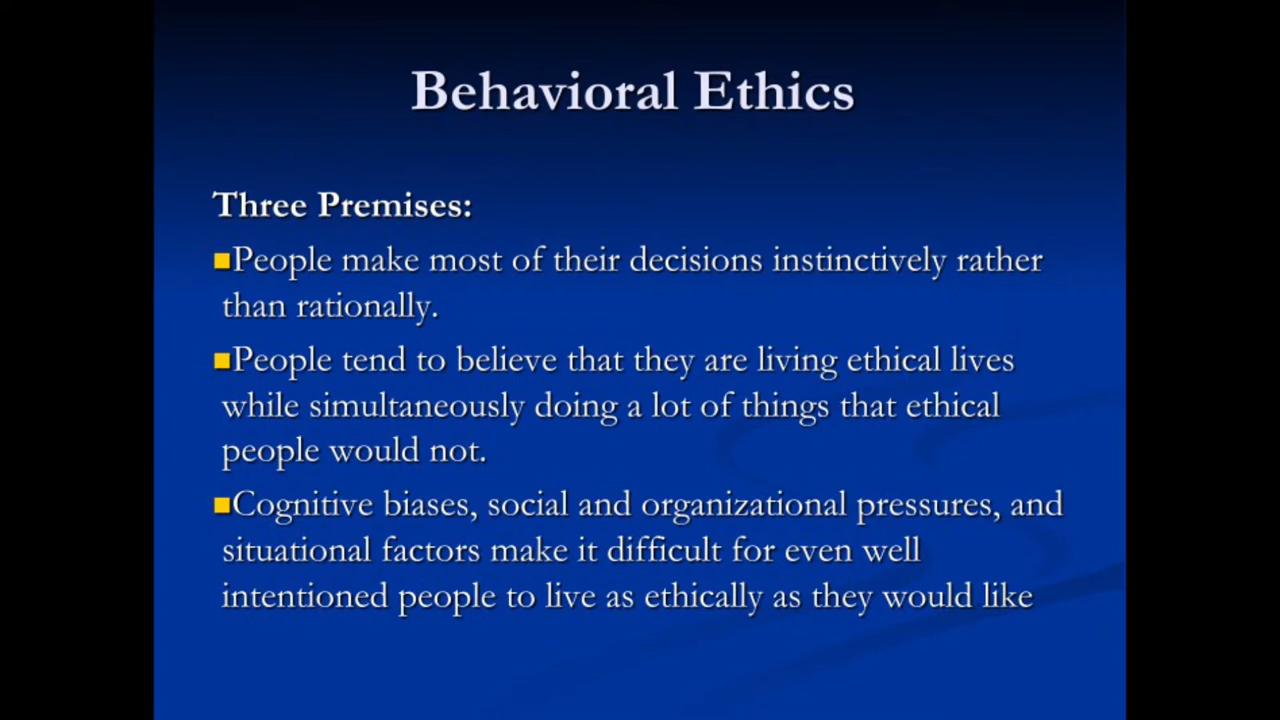 Behavioral Ethics
Three Premises:
■People make most of their decisions instinctively rather
than rationally.
■People tend to believe that they are living ethical lives
while simultaneously doing a lot of things that ethical
people would not.
■Cognitive biases, social and organizational pressures, and
situational factors make it difficult for even well
intentioned people to live as ethically as they would like